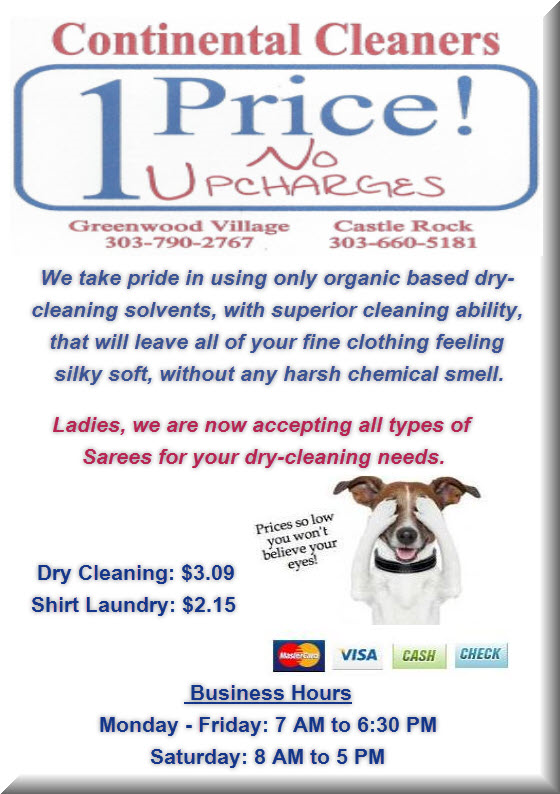 Continental Cleaners
1 Price!
No
Upcharges
Greenwood Village Castle Rock
303-790-2767 303-660-5181
We take pride in using only organic based dry-
cleaning solvents, with superior cleaning ability,
that will leave all of your fine clothing feeling
silky soft, without any harsh chemical smell.
Ladies, we are now accepting all types of
Sarees for your dry-cleaning needs.
Prices so low
you won't
believe your
eyes!
Dry Cleaning: $3.09
Shirt Laundry: $2.15
MasterCard VISA CASH CHECK
Business Hours
Monday - Friday: 7 AM to 6:30 PM
Saturday: 8 AM to 5 PM